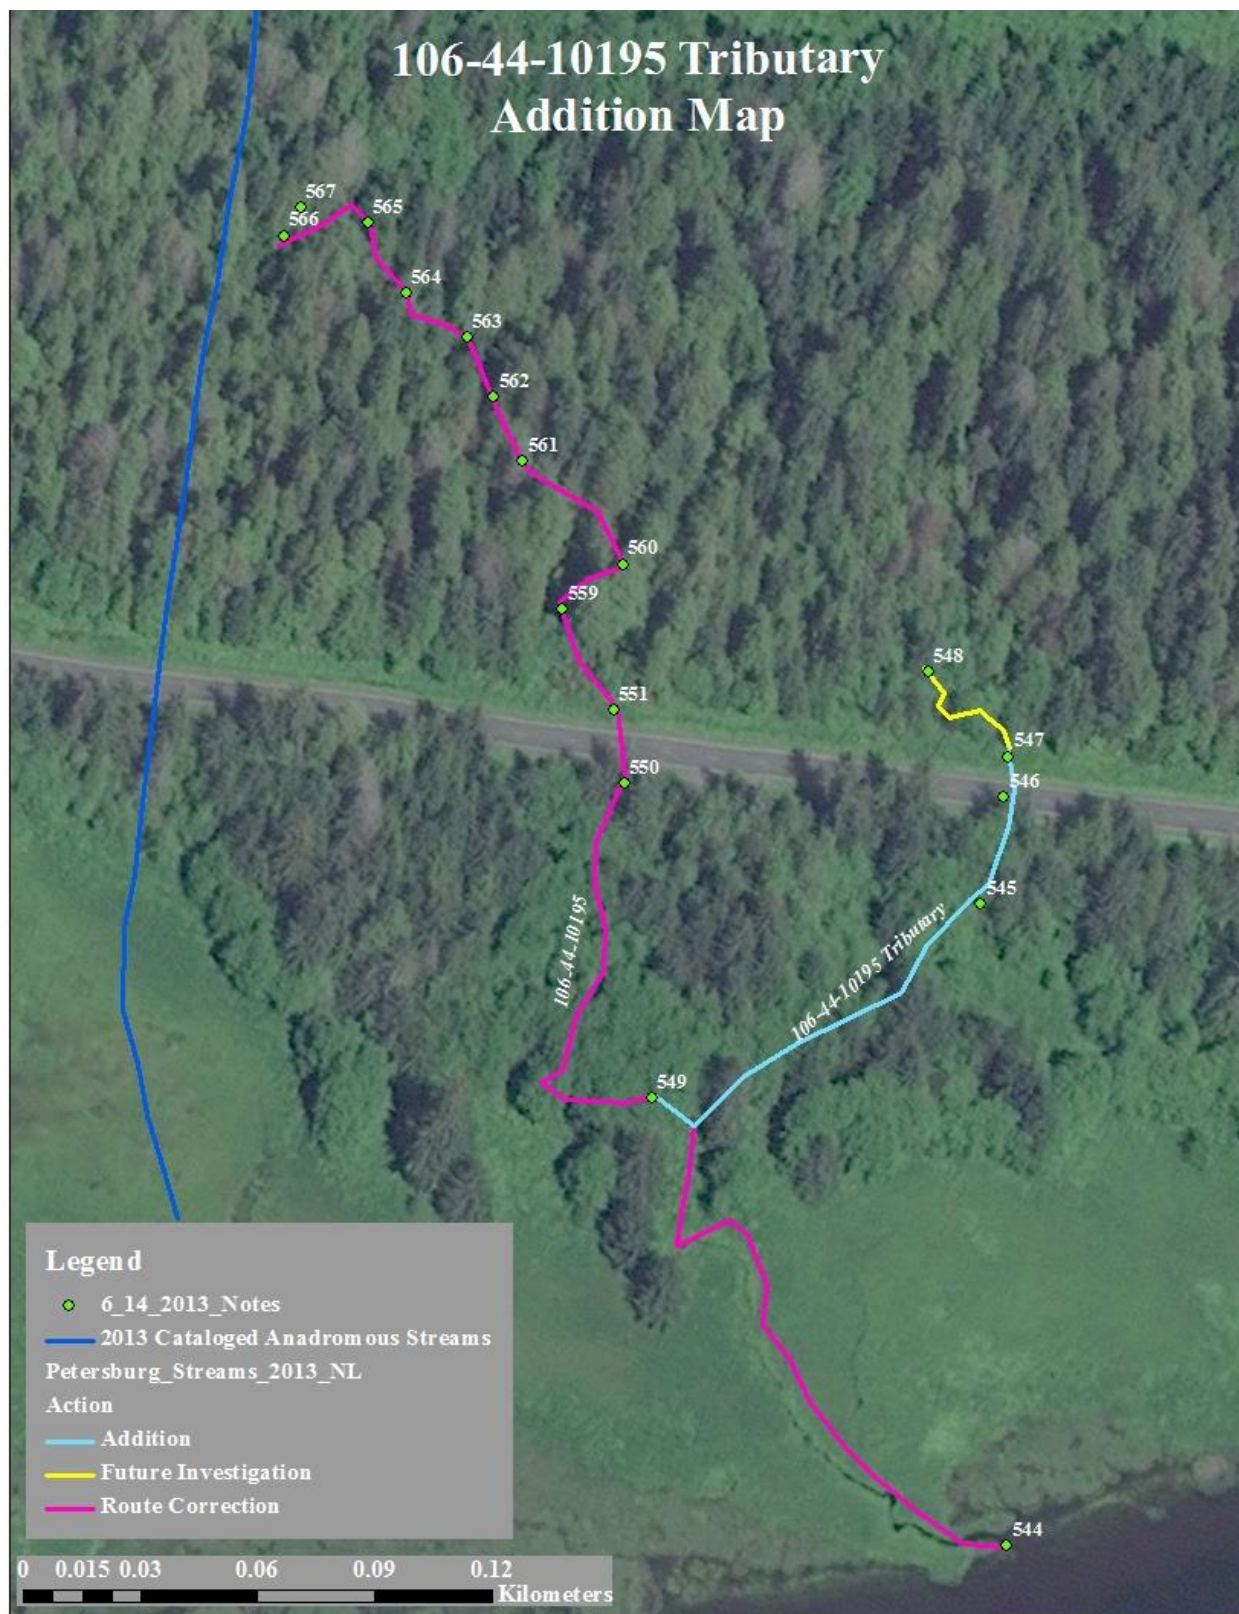 106-44-10195 Tributary
Addition Map
567
566
565
564
563
562
561
560
559
548
551
547
550
546
545
106-44-10195
106-44-10195 Tributary
549
Legend
6_14_2013_Notes
2013 Cataloged Anadromous Streams
Petersburg_Streams_2013_NL
Action
Addition
Future Investigation
Route Correction
544
0 0.015 0.03 0.06 0.09 0.12
Kilometers